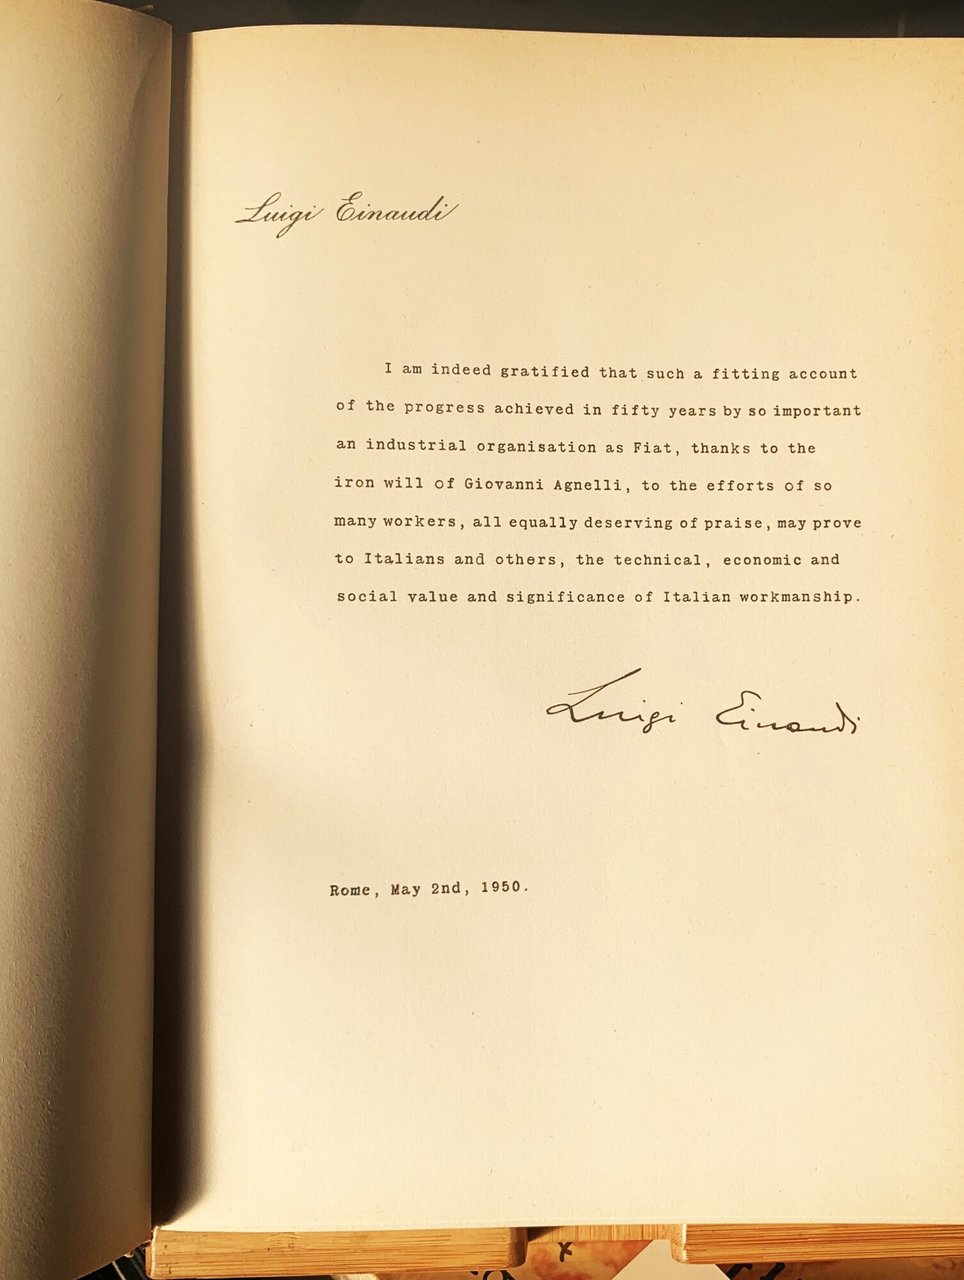 Luigi Einaudi
I am indeed gratified that such a fitting account
of the progress achieved in fifty years by so important
an industrial organisation as Fiat, thanks to the
iron will of Giovanni Agnelli, to the efforts of so
many workers, all equally deserving of praise, may prove
to Italians and others, the technical, economic and
social value and significance of Italian workmanship.
Luigi Einaudi
Rome, May 2nd, 1950.